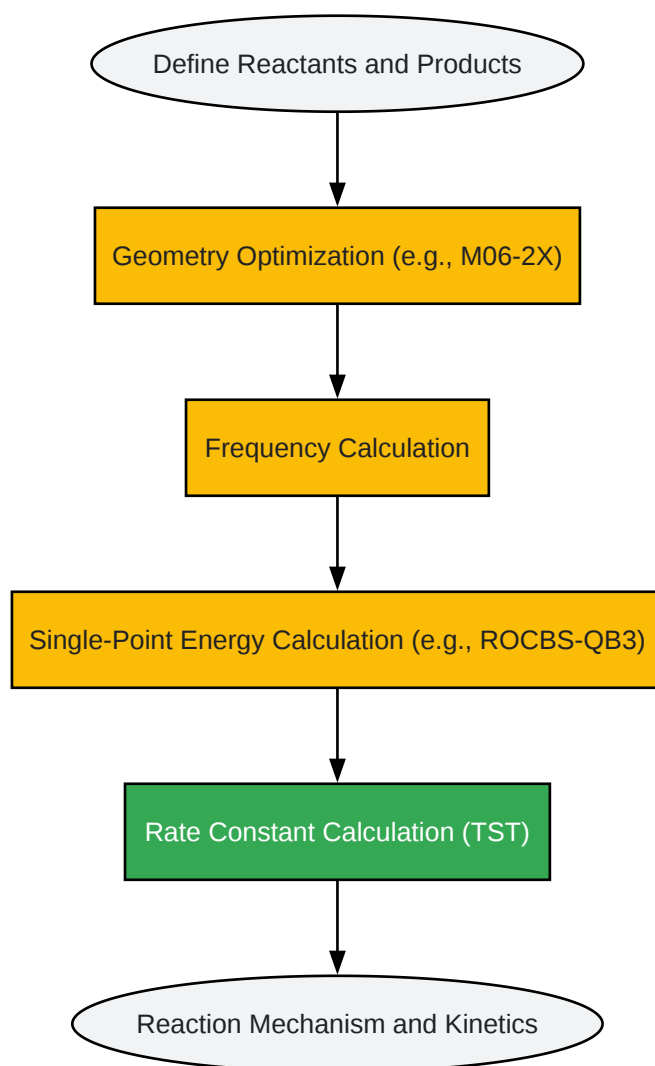 Define Reactants and Products
Geometry Optimization (e.g., M06-2X)
Frequency Calculation
Single-Point Energy Calculation (e.g., ROCBS-QB3)
Rate Constant Calculation (TST)
Reaction Mechanism and Kinetics